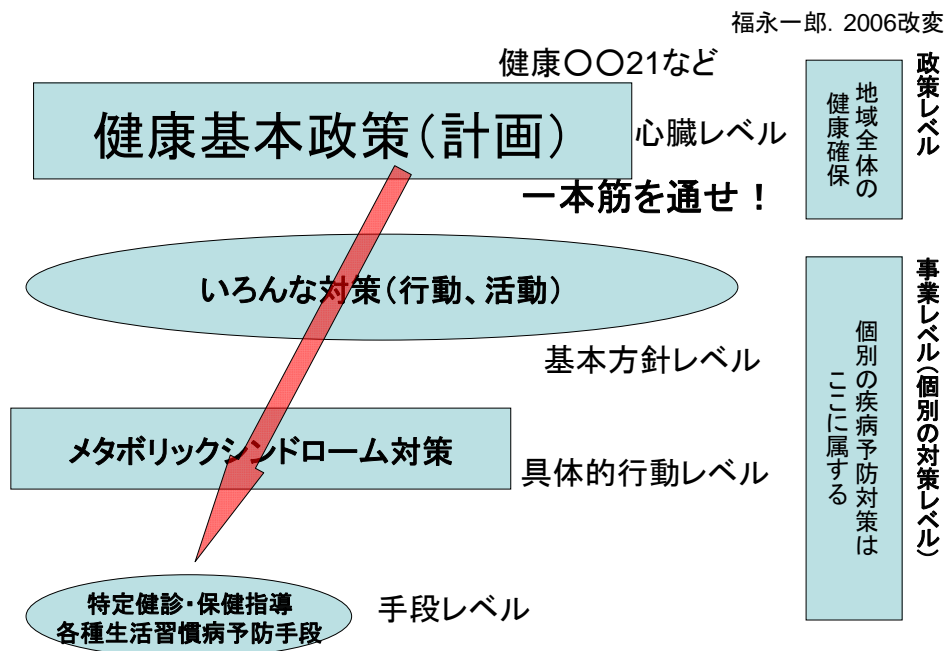 福永一郎. 2006改変
健康〇〇21など
健康基本政策(計画)
心臓レベル
一本筋を通せ！
地域全体の
健康確保
政策レベル
いろんな対策(行動、活動)
基本方針レベル
メタボリックシンドローム対策
具体的行動レベル
個別の疾病予防対策は
ここに属する
事業レベル(個別の対策レベル)
特定健診・保健指導
各種生活習慣病予防手段
手段レベル